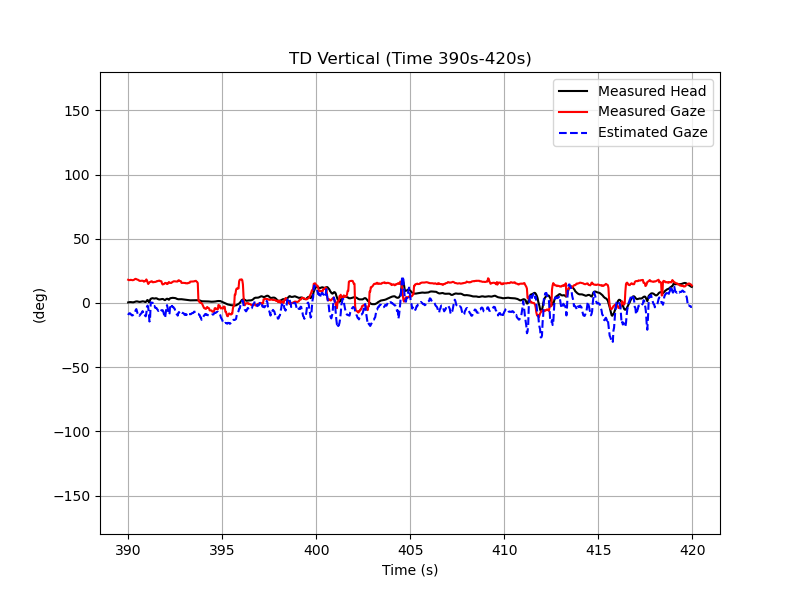 TD Vertical (Time 390s-420s)
Measured Head
Measured Gaze
Estimated Gaze
150
100
50
0
−50
−100
−150
(deg)
390 395 400 405 410 415 420
Time (s)